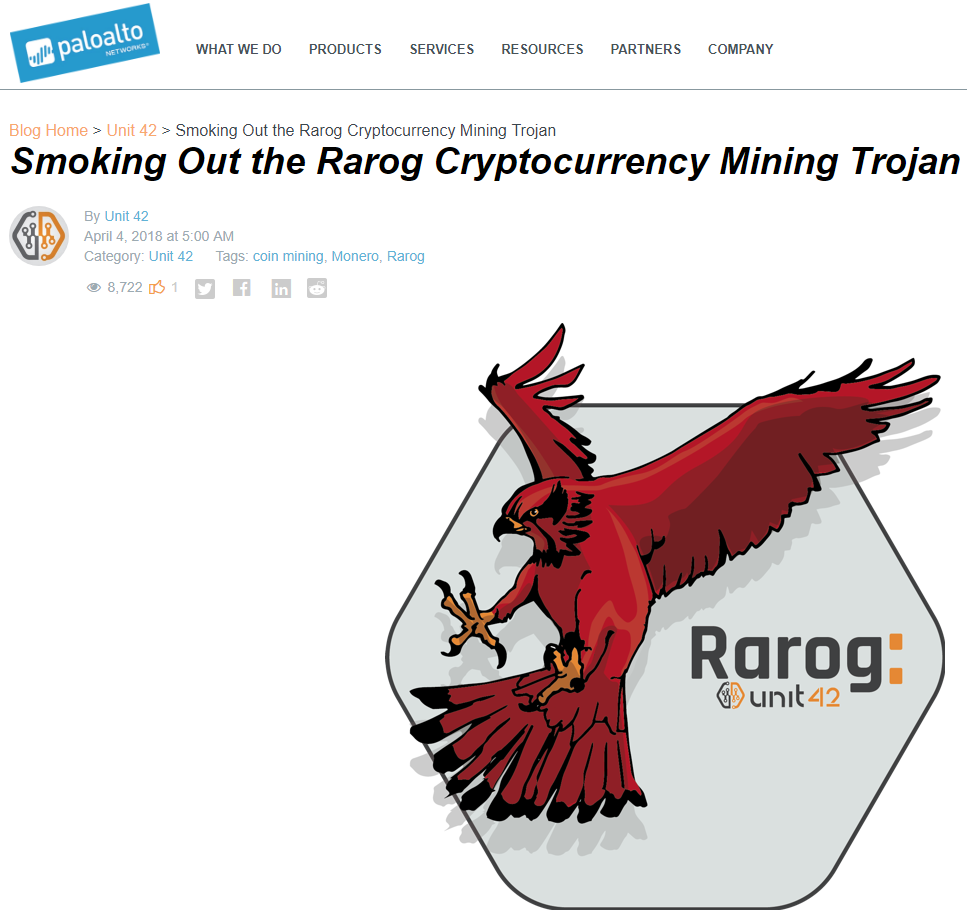 paloalto
NETWORKS®
WHAT WE DO PRODUCTS SERVICES RESOURCES PARTNERS COMPANY
Blog Home > Unit 42 > Smoking Out the Rarog Cryptocurrency Mining Trojan
Smoking Out the Rarog Cryptocurrency Mining Trojan
By Unit 42
April 4, 2018 at 5:00 AM
Category: Unit 42 Tags: coin mining, Monero, Rarog
8,722 1
Rarog:
unit42